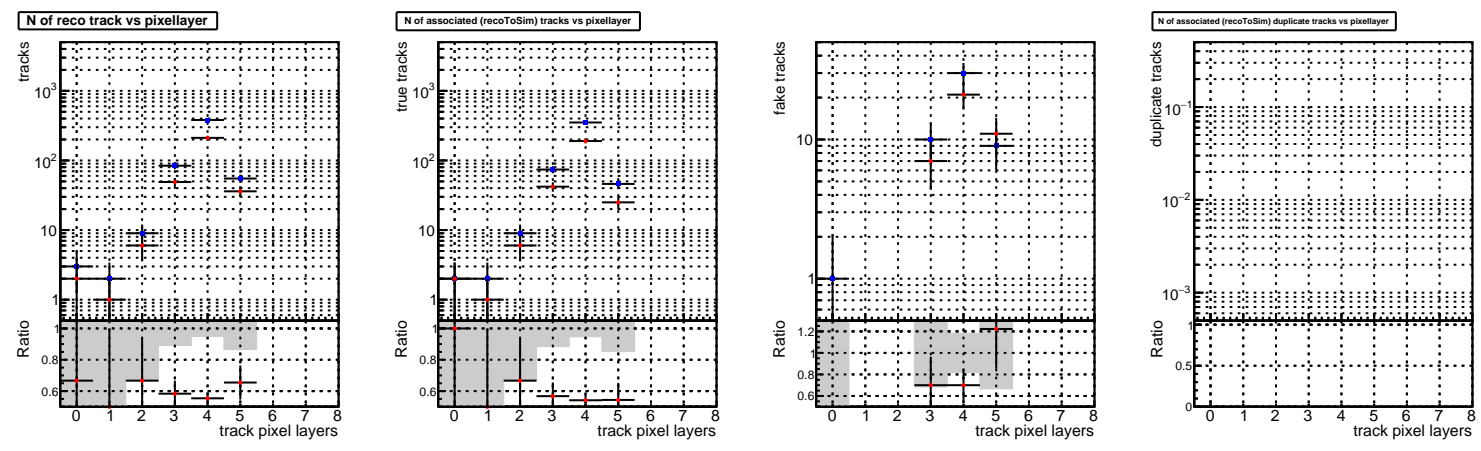 N of reco track vs pixellayer
tracks
10³
10²
10
1
Ratio
1
0.8
0.6
0 1 2 3 4 5 6 7 8
track pixel layers
N of associated (recoToSim) tracks vs pixellayer
true tracks
10³
10²
10
1
Ratio
1
0.8
0.6
0 1 2 3 4 5 6 7 8
track pixel layers
fake tracks
10
1
Ratio
1.2
1
0.8
0.6
0 1 2 3 4 5 6 7 8
track pixel layers
N of associated (recoToSim) duplicate tracks vs pixellayer
duplicate tracks
10⁻¹
10⁻²
10⁻³
Ratio
1
0.5
0
0 1 2 3 4 5 6 7 8
track pixel layers